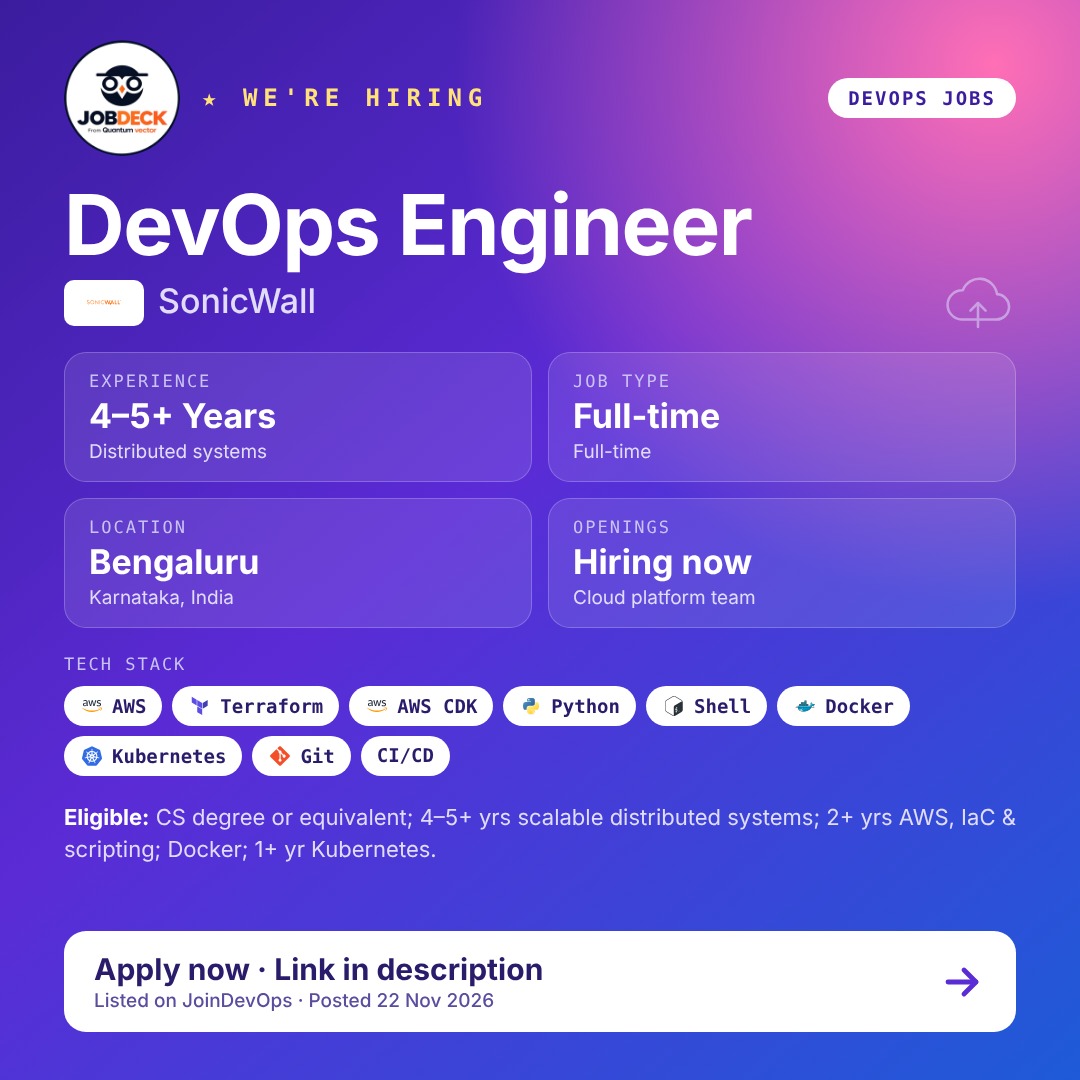 JOBDECK
From Quantum vector
★ WE'RE HIRING
DEVOPS JOBS
DevOps Engineer
SONICWALL
SonicWall
EXPERIENCE
4–5+ Years
Distributed systems
JOB TYPE
Full-time
Full-time
LOCATION
Bengaluru
Karnataka, India
OPENINGS
Hiring now
Cloud platform team
TECH STACK
aws AWS
Terraform
aws AWS CDK
Python
Shell
Docker
Kubernetes
Git
CI/CD
Eligible: CS degree or equivalent; 4–5+ yrs scalable distributed systems; 2+ yrs AWS, IaC &
scripting; Docker; 1+ yr Kubernetes.
Apply now · Link in description
Listed on JoinDevOps · Posted 22 Nov 2026